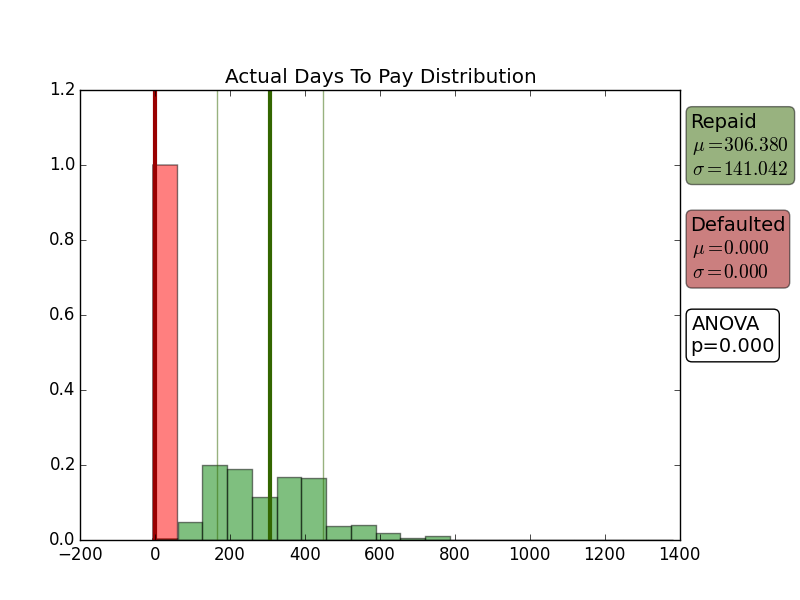 Actual Days To Pay Distribution
1.2
1.0
0.8
0.6
0.4
0.2
0.0
−200
0
200
400
600
800
1000
1200
1400
Repaid
μ=306.380
σ=141.042
Defaulted
μ=0.000
σ=0.000
ANOVA
p=0.000